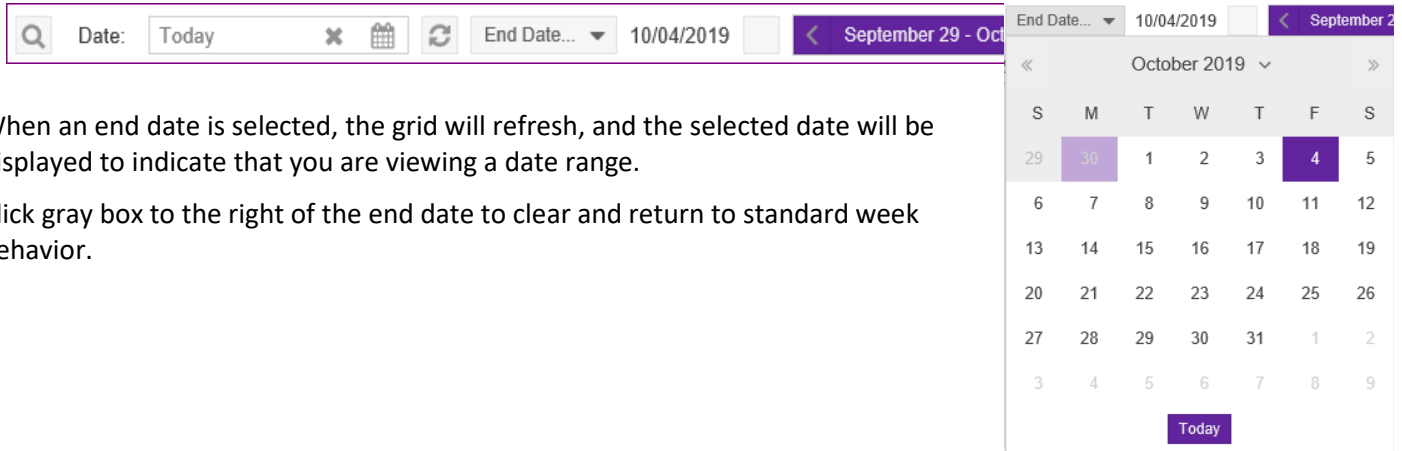 Date: Today End Date... 10/04/2019 September 29 - Oct
When an end date is selected, the grid will refresh, and the selected date will be
displayed to indicate that you are viewing a date range.
lick gray box to the right of the end date to clear and return to standard week
ehavior.
End Date... 10/04/2019 September 2
« October 2019 »
S M T W T F S
29 30 1 2 3 4 5
6 7 8 9 10 11 12
13 14 15 16 17 18 19
20 21 22 23 24 25 26
27 28 29 30 31 1 2
3 4 5 6 7 8 9
Today